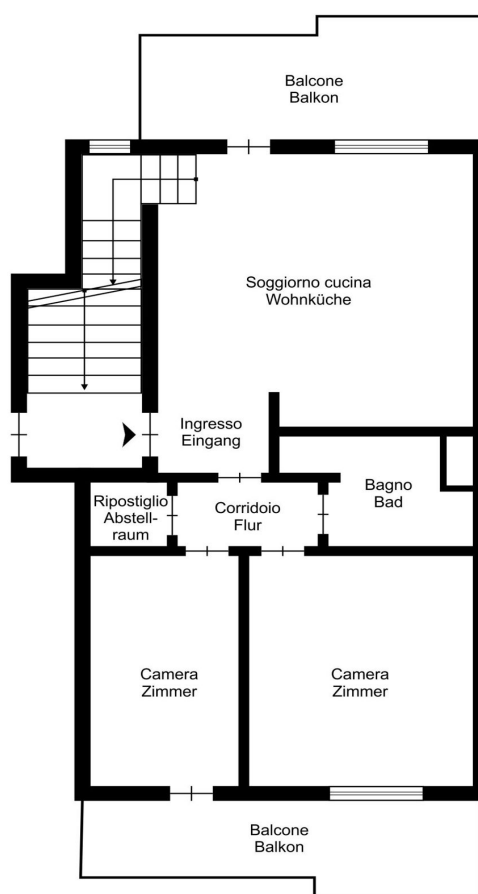 Balcone
Balkon
Soggiorno cucina
Wohnküche
Ingresso
Eingang
Ripostiglio
Abstell-
raum
Corridoio
Flur
Bagno
Bad
Camera
Zimmer
Camera
Zimmer
Balcone
Balkon